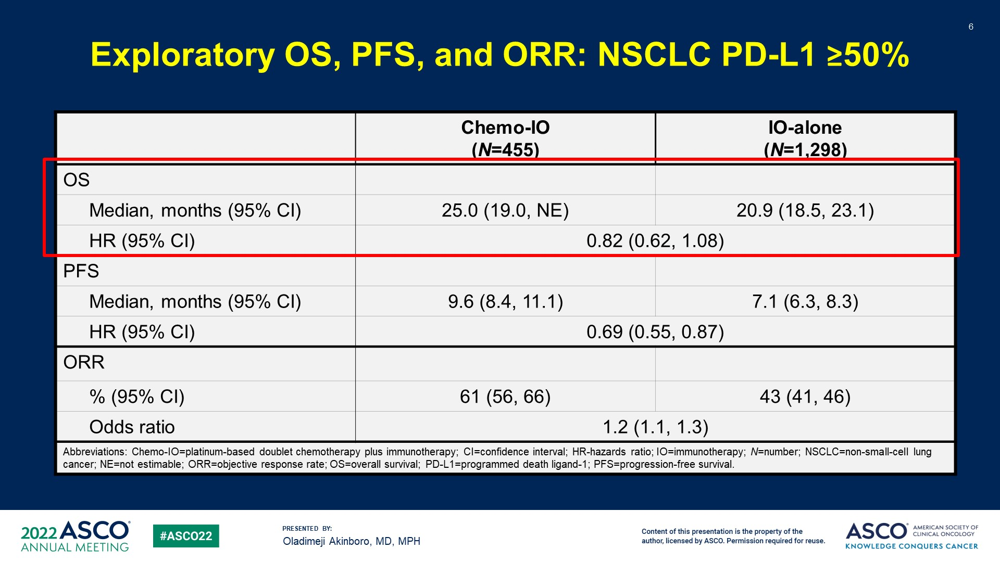 6
Exploratory OS, PFS, and ORR: NSCLC PD-L1 ≥50%
Chemo-IO
(N=455)
IO-alone
(N=1,298)
OS
Median, months (95% CI) 25.0 (19.0, NE) 20.9 (18.5, 23.1)
HR (95% CI) 0.82 (0.62, 1.08)
PFS
Median, months (95% CI) 9.6 (8.4, 11.1) 7.1 (6.3, 8.3)
HR (95% CI) 0.69 (0.55, 0.87)
ORR
% (95% CI) 61 (56, 66) 43 (41, 46)
Odds ratio 1.2 (1.1, 1.3)
Abbreviations: Chemo-IO=platinum-based doublet chemotherapy plus immunotherapy; CI=confidence interval; HR-hazards ratio; IO=immunotherapy; N=number; NSCLC=non-small-cell lung
cancer; NE=not estimable; ORR=objective response rate; OS=overall survival; PD-L1=programmed death ligand-1; PFS=progression-free survival.
2022 ASCO®
ANNUAL MEETING
#ASCO22
PRESENTED BY:
Oladimeji Akinboro, MD, MPH
Content of this presentation is the property of the
author, licensed by ASCO. Permission required for reuse.
ASCO® AMERICAN SOCIETY OF
CLINICAL ONCOLOGY
KNOWLEDGE CONQUERS CANCER